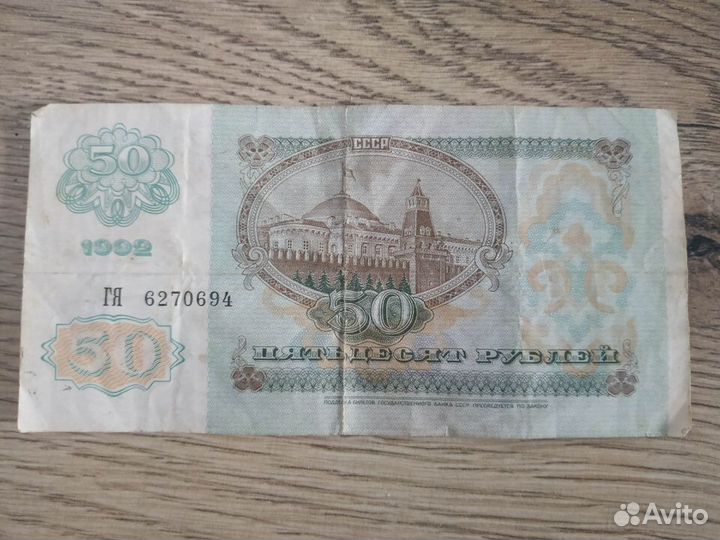 50
СССР
1992
ГЯ 6270694
50
50
ПЯТЬДЕСЯТ РУБЛЕЙ
ПОДДЕЛКА БИЛЕТОВ ГОСУДАРСТВЕННОГО БАНКА СССР ПРЕСЛЕДУЕТСЯ ПО ЗАКОНУ
Avito